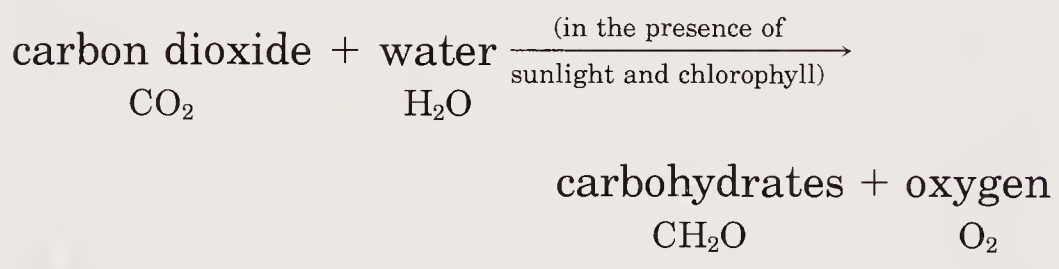 carbon dioxide + water (in the presence of
sunlight and chlorophyll)
CO₂ H₂O
carbohydrates + oxygen
CH₂O O₂